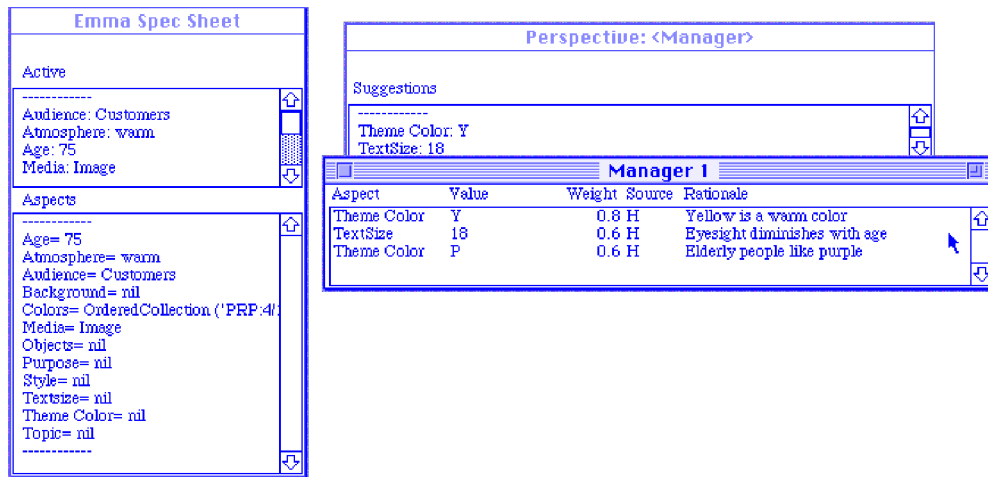 Emma Spec Sheet
Active
------------
Audience: Customers
Atmosphere: warm
Age: 75
Media: Image
Aspects
------------
Age= 75
Atmosphere= warm
Audience= Customers
Background= nil
Colors= OrderedCollection ('PRP:4/
Media= Image
Objects= nil
Purpose= nil
Style= nil
Textsize= nil
Theme Color= nil
Topic= nil
------------
Perspective: <Manager>
Suggestions
------------
Theme Color: Y
TextSize: 18
Manager 1
Aspect Value Weight Source Rationale
Theme Color Y 0.8 H Yellow is a warm color
TextSize 18 0.6 H Eyesight diminishes with age
Theme Color P 0.6 H Elderly people like purple